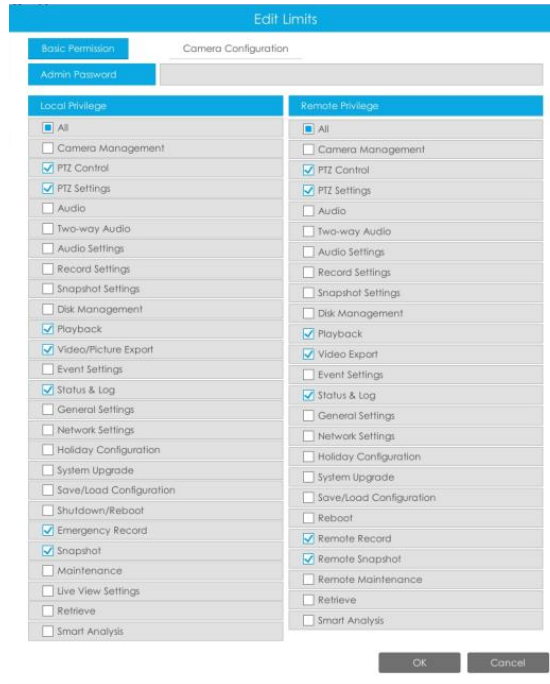 Edit Limits
Basic Permission
Camera Configuration
Admin Password
Local Privilege
All
Camera Management
PTZ Control
PTZ Settings
Audio
Two-way Audio
Audio Settings
Record Settings
Snapshot Settings
Disk Management
Playback
Video/Picture Export
Event Settings
Status & Log
General Settings
Network Settings
Holiday Configuration
System Upgrade
Save/Load Configuration
Shutdown/Reboot
Emergency Record
Snapshot
Maintenance
Live View Settings
Retrieve
Smart Analysis
Remote Privilege
All
Camera Management
PTZ Control
PTZ Settings
Audio
Two-way Audio
Audio Settings
Record Settings
Snapshot Settings
Disk Management
Playback
Video Export
Event Settings
Status & Log
General Settings
Network Settings
Holiday Configuration
System Upgrade
Save/Load Configuration
Reboot
Remote Record
Remote Snapshot
Remote Maintenance
Retrieve
Smart Analysis
OK
Cancel